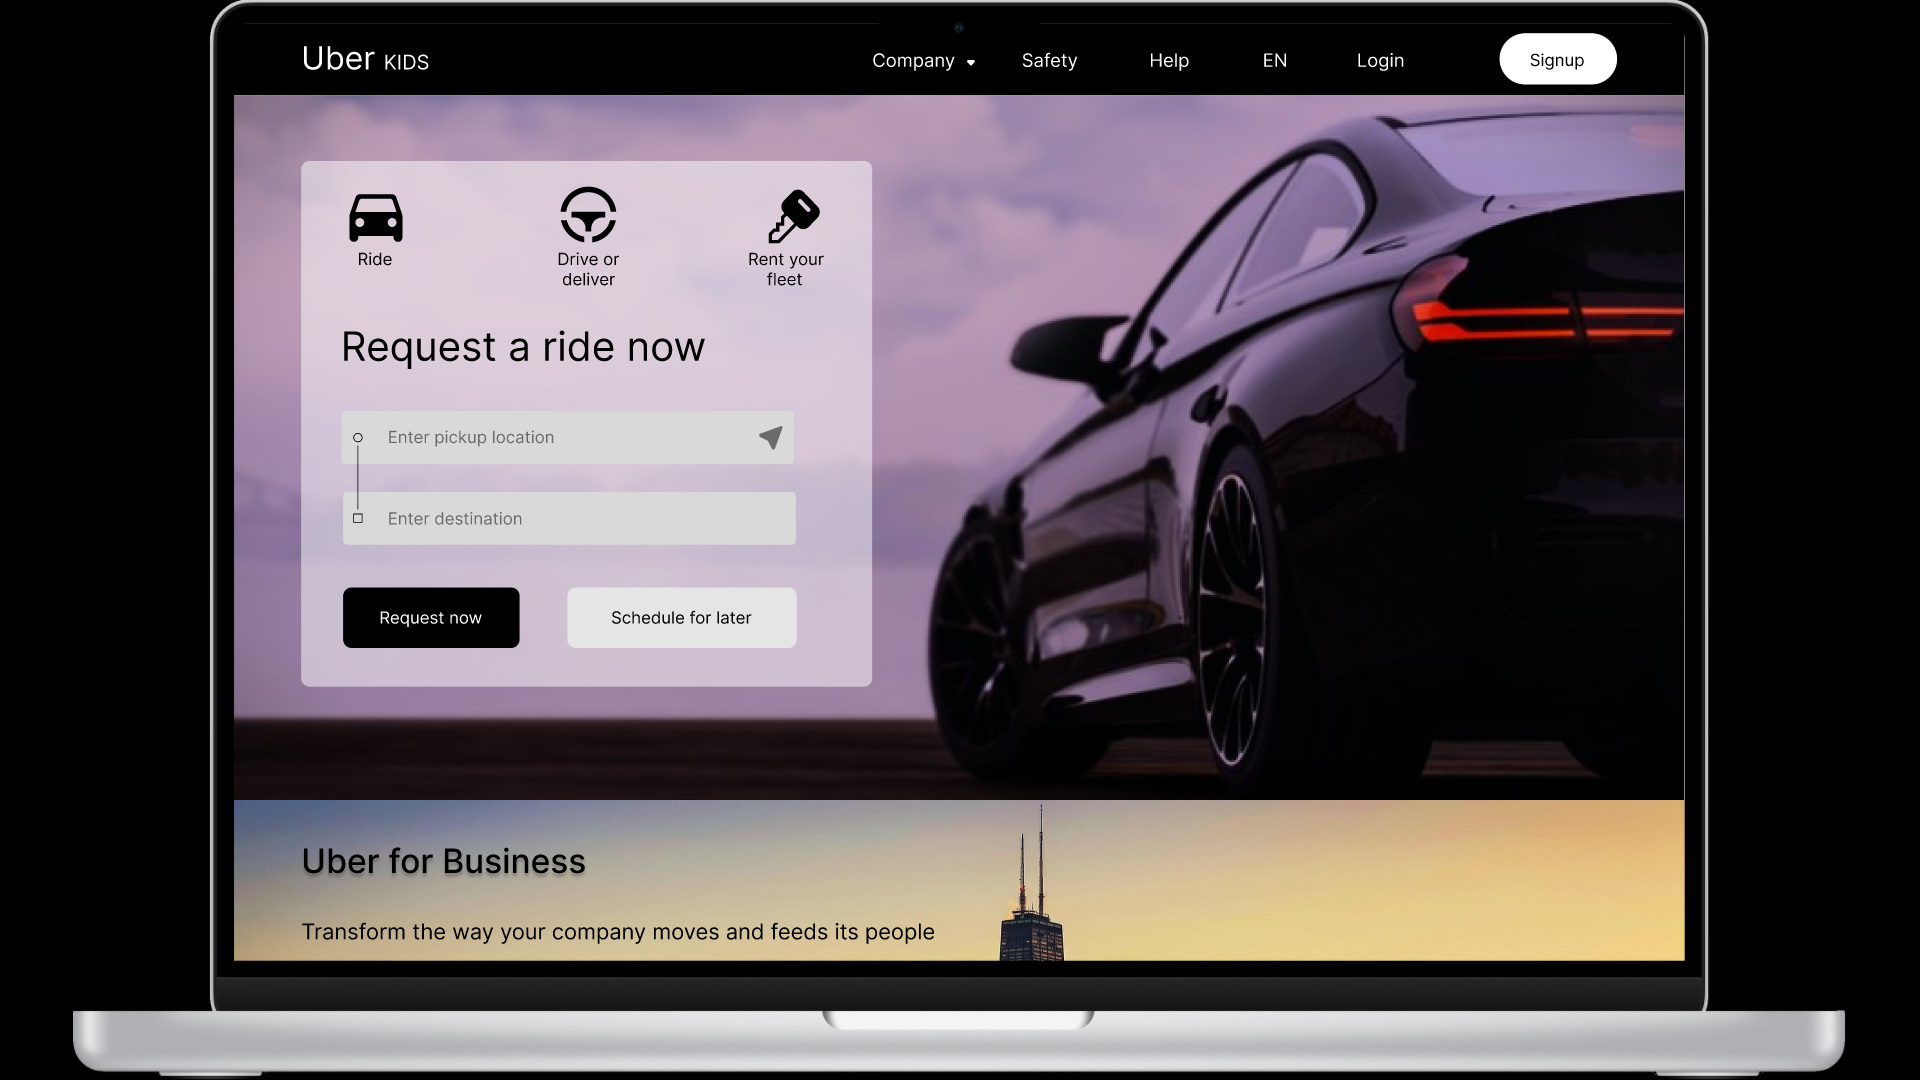 Uber KIDS
Company
Safety
Help
EN
Login
Signup
Ride
Drive or
deliver
Rent your
fleet
Request a ride now
Enter pickup location
Enter destination
Request now
Schedule for later
Uber for Business
Transform the way your company moves and feeds its people